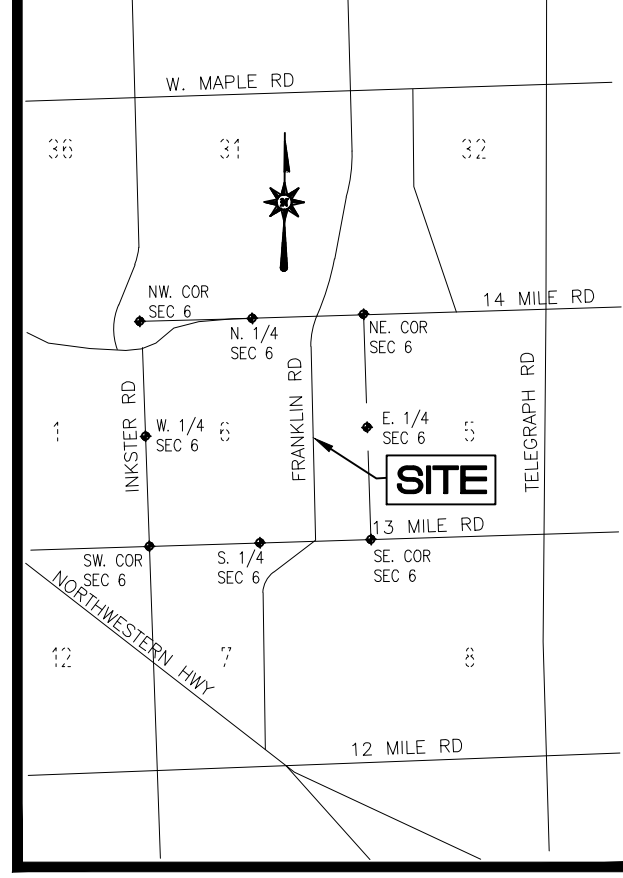 W. MAPLE RD
36
31
32
NW. COR
SEC 6
14 MILE RD
N. 1/4
SEC 6
NE. COR
SEC 6
INKSTER RD
FRANKLIN RD
TELEGRAPH RD
1
W. 1/4
SEC 6
6
E. 1/4
SEC 6
5
SITE
13 MILE RD
SW. COR
SEC 6
S. 1/4
SEC 6
SE. COR
SEC 6
NORTHWESTERN HWY
12
7
8
12 MILE RD